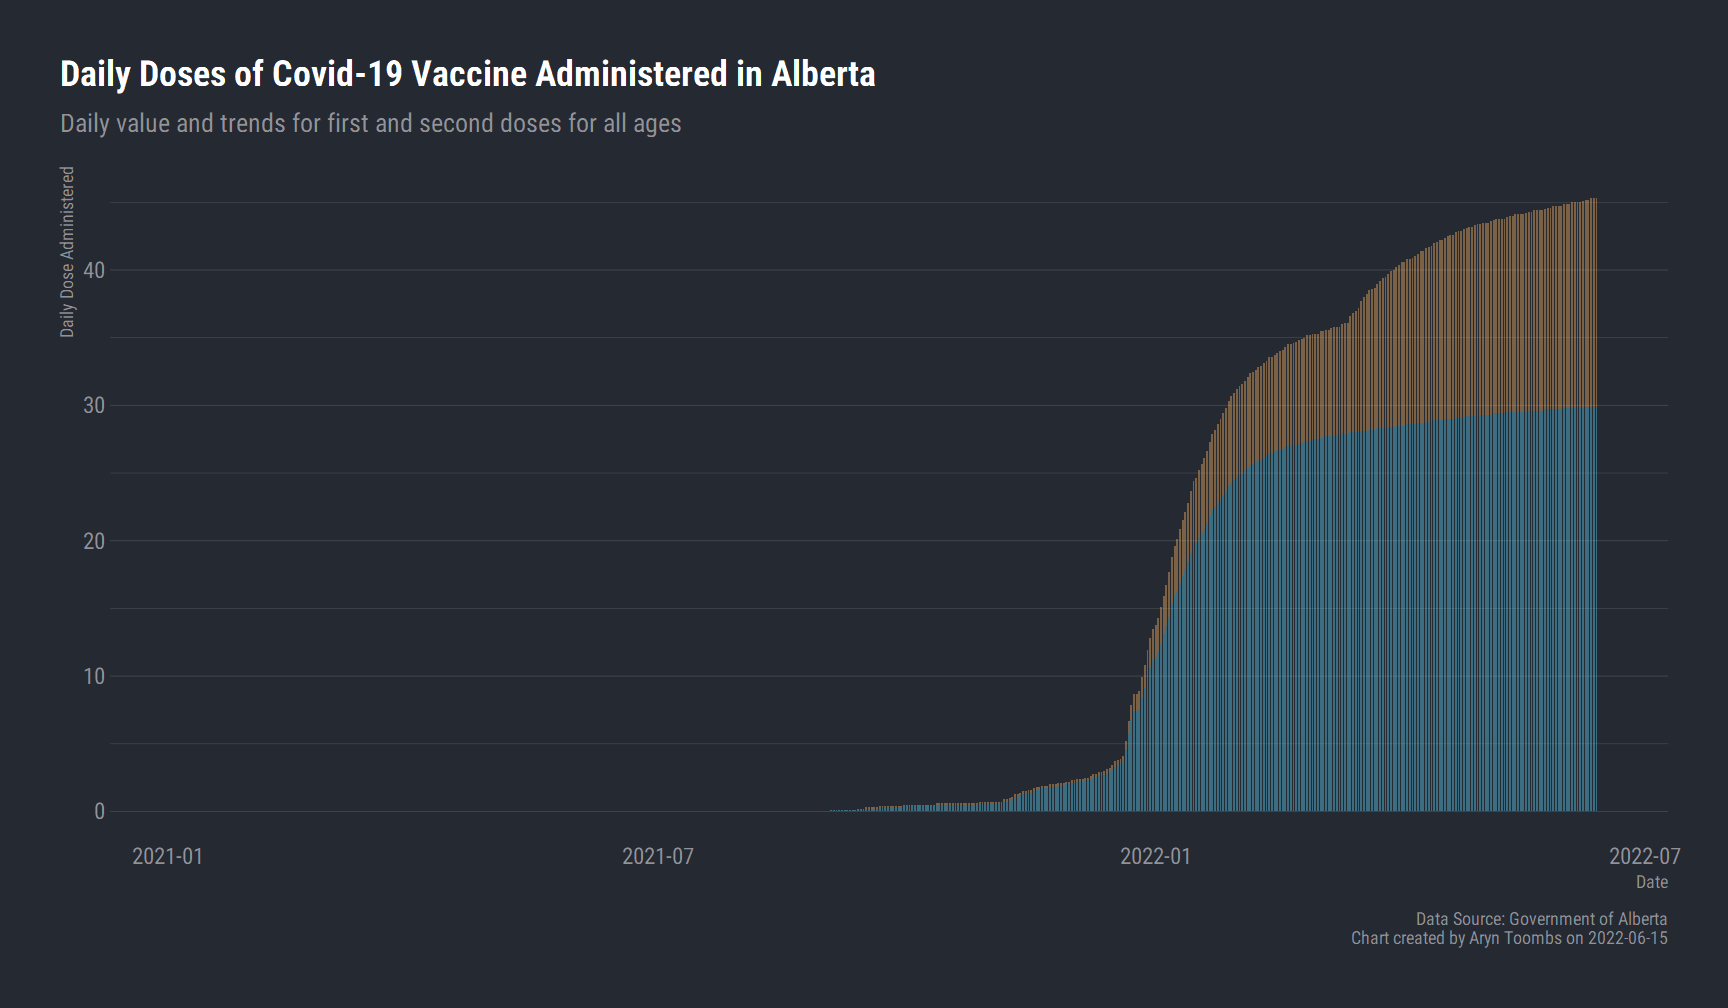 Daily Doses of Covid-19 Vaccine Administered in Alberta
Daily value and trends for first and second doses for all ages
Daily Dose Administered
40
30
20
10
0
2021-01
2021-07
2022-01
2022-07
Date
Data Source: Government of Alberta
Chart created by Aryn Toombs on 2022-06-15